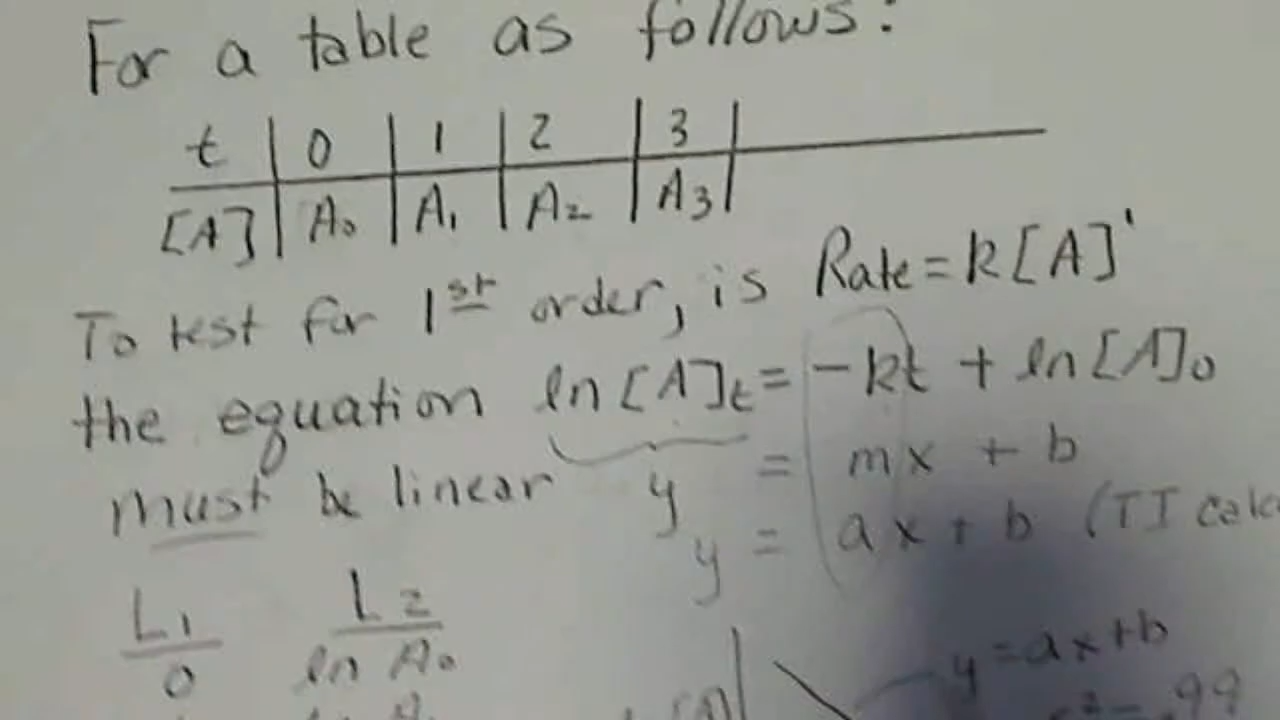 For a table as follows:
t | 0 | 1 | 2 | 3 |
[A] | A₀ | A₁ | A₂ | A₃ |
To test for 1st order, is Rate = k[A]¹
the equation ln[A]t = -kt + ln[A]₀
must be linear y = mx + b
y = ax + b (TI calc
L₁ L₂
0 ln A₀
y = ax + b
[A]
r² = .99